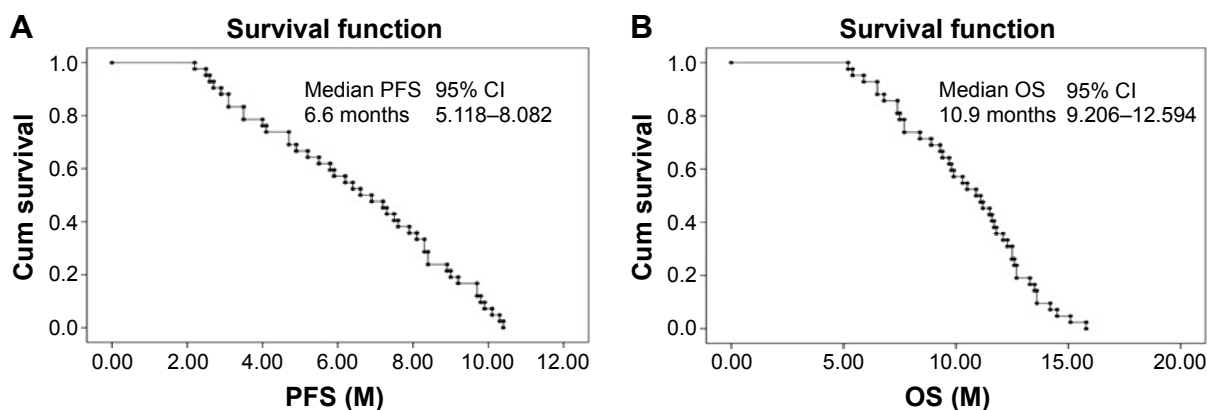 A
Survival function
Cum survival
1.0
0.8
0.6
0.4
0.2
0.0
Median PFS 95% CI
6.6 months 5.118–8.082
0.00 2.00 4.00 6.00 8.00 10.00 12.00
PFS (M)
B
Survival function
Cum survival
1.0
0.8
0.6
0.4
0.2
0.0
Median OS 95% CI
10.9 months 9.206–12.594
0.00 5.00 10.00 15.00 20.00
OS (M)